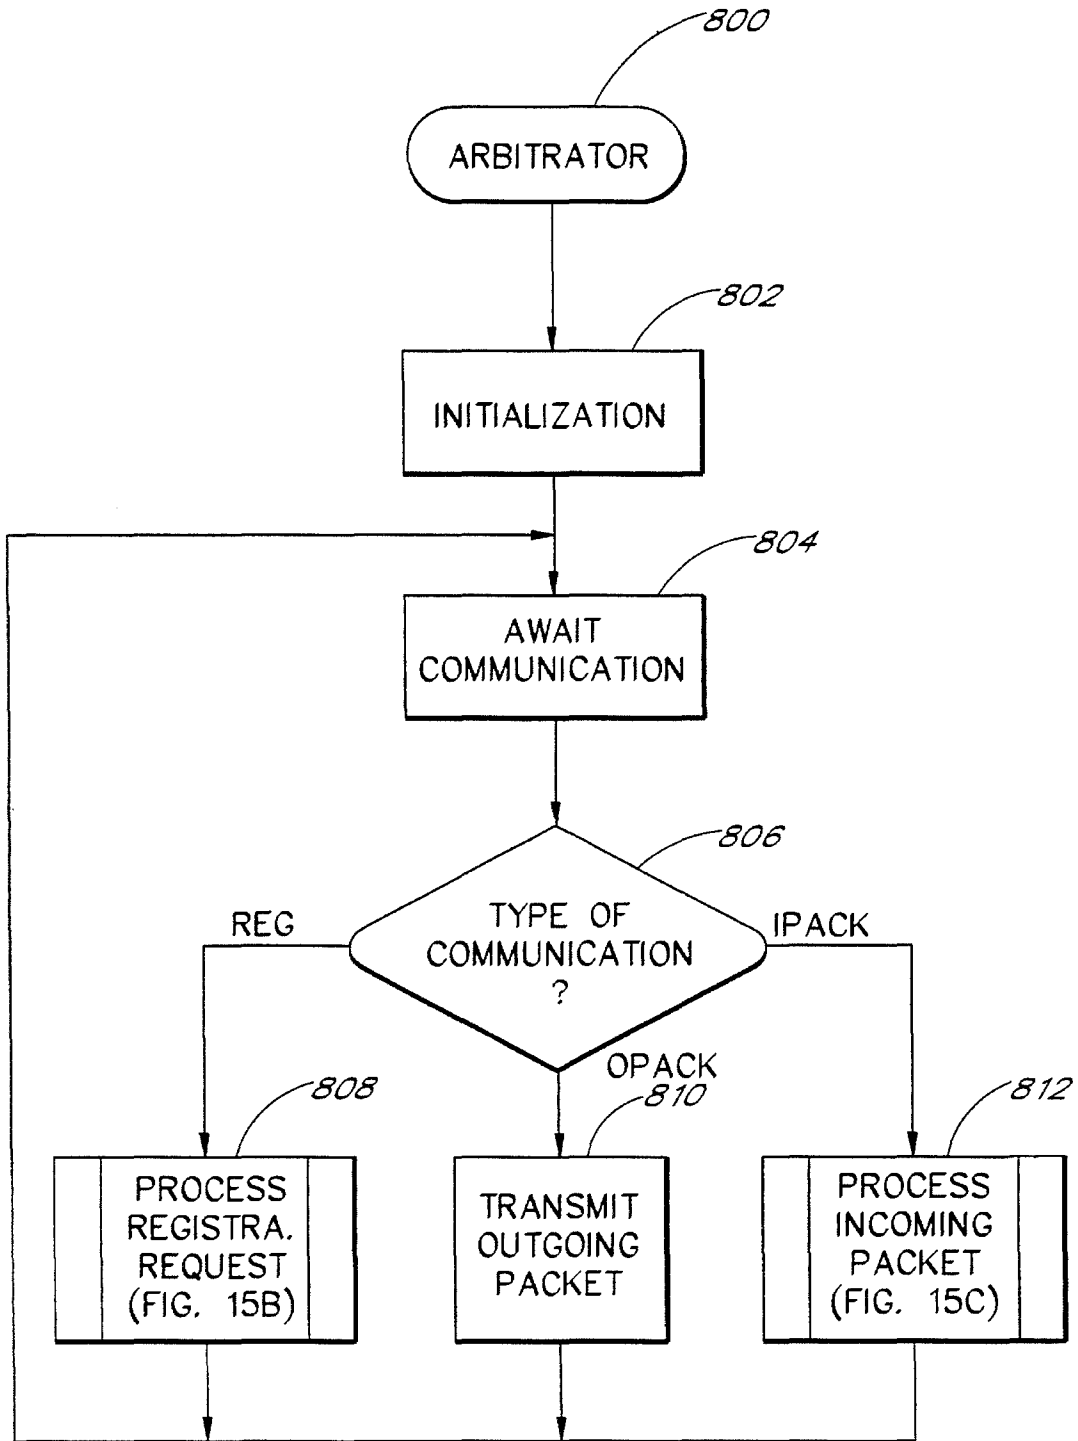 800
ARBITRATOR
802
INITIALIZATION
804
AWAIT
COMMUNICATION
806
TYPE OF
COMMUNICATION
?
REG
IPACK
OPACK
808
810
812
PROCESS
REGISTRA.
REQUEST
(FIG. 15B)
TRANSMIT
OUTGOING
PACKET
PROCESS
INCOMING
PACKET
(FIG. 15C)